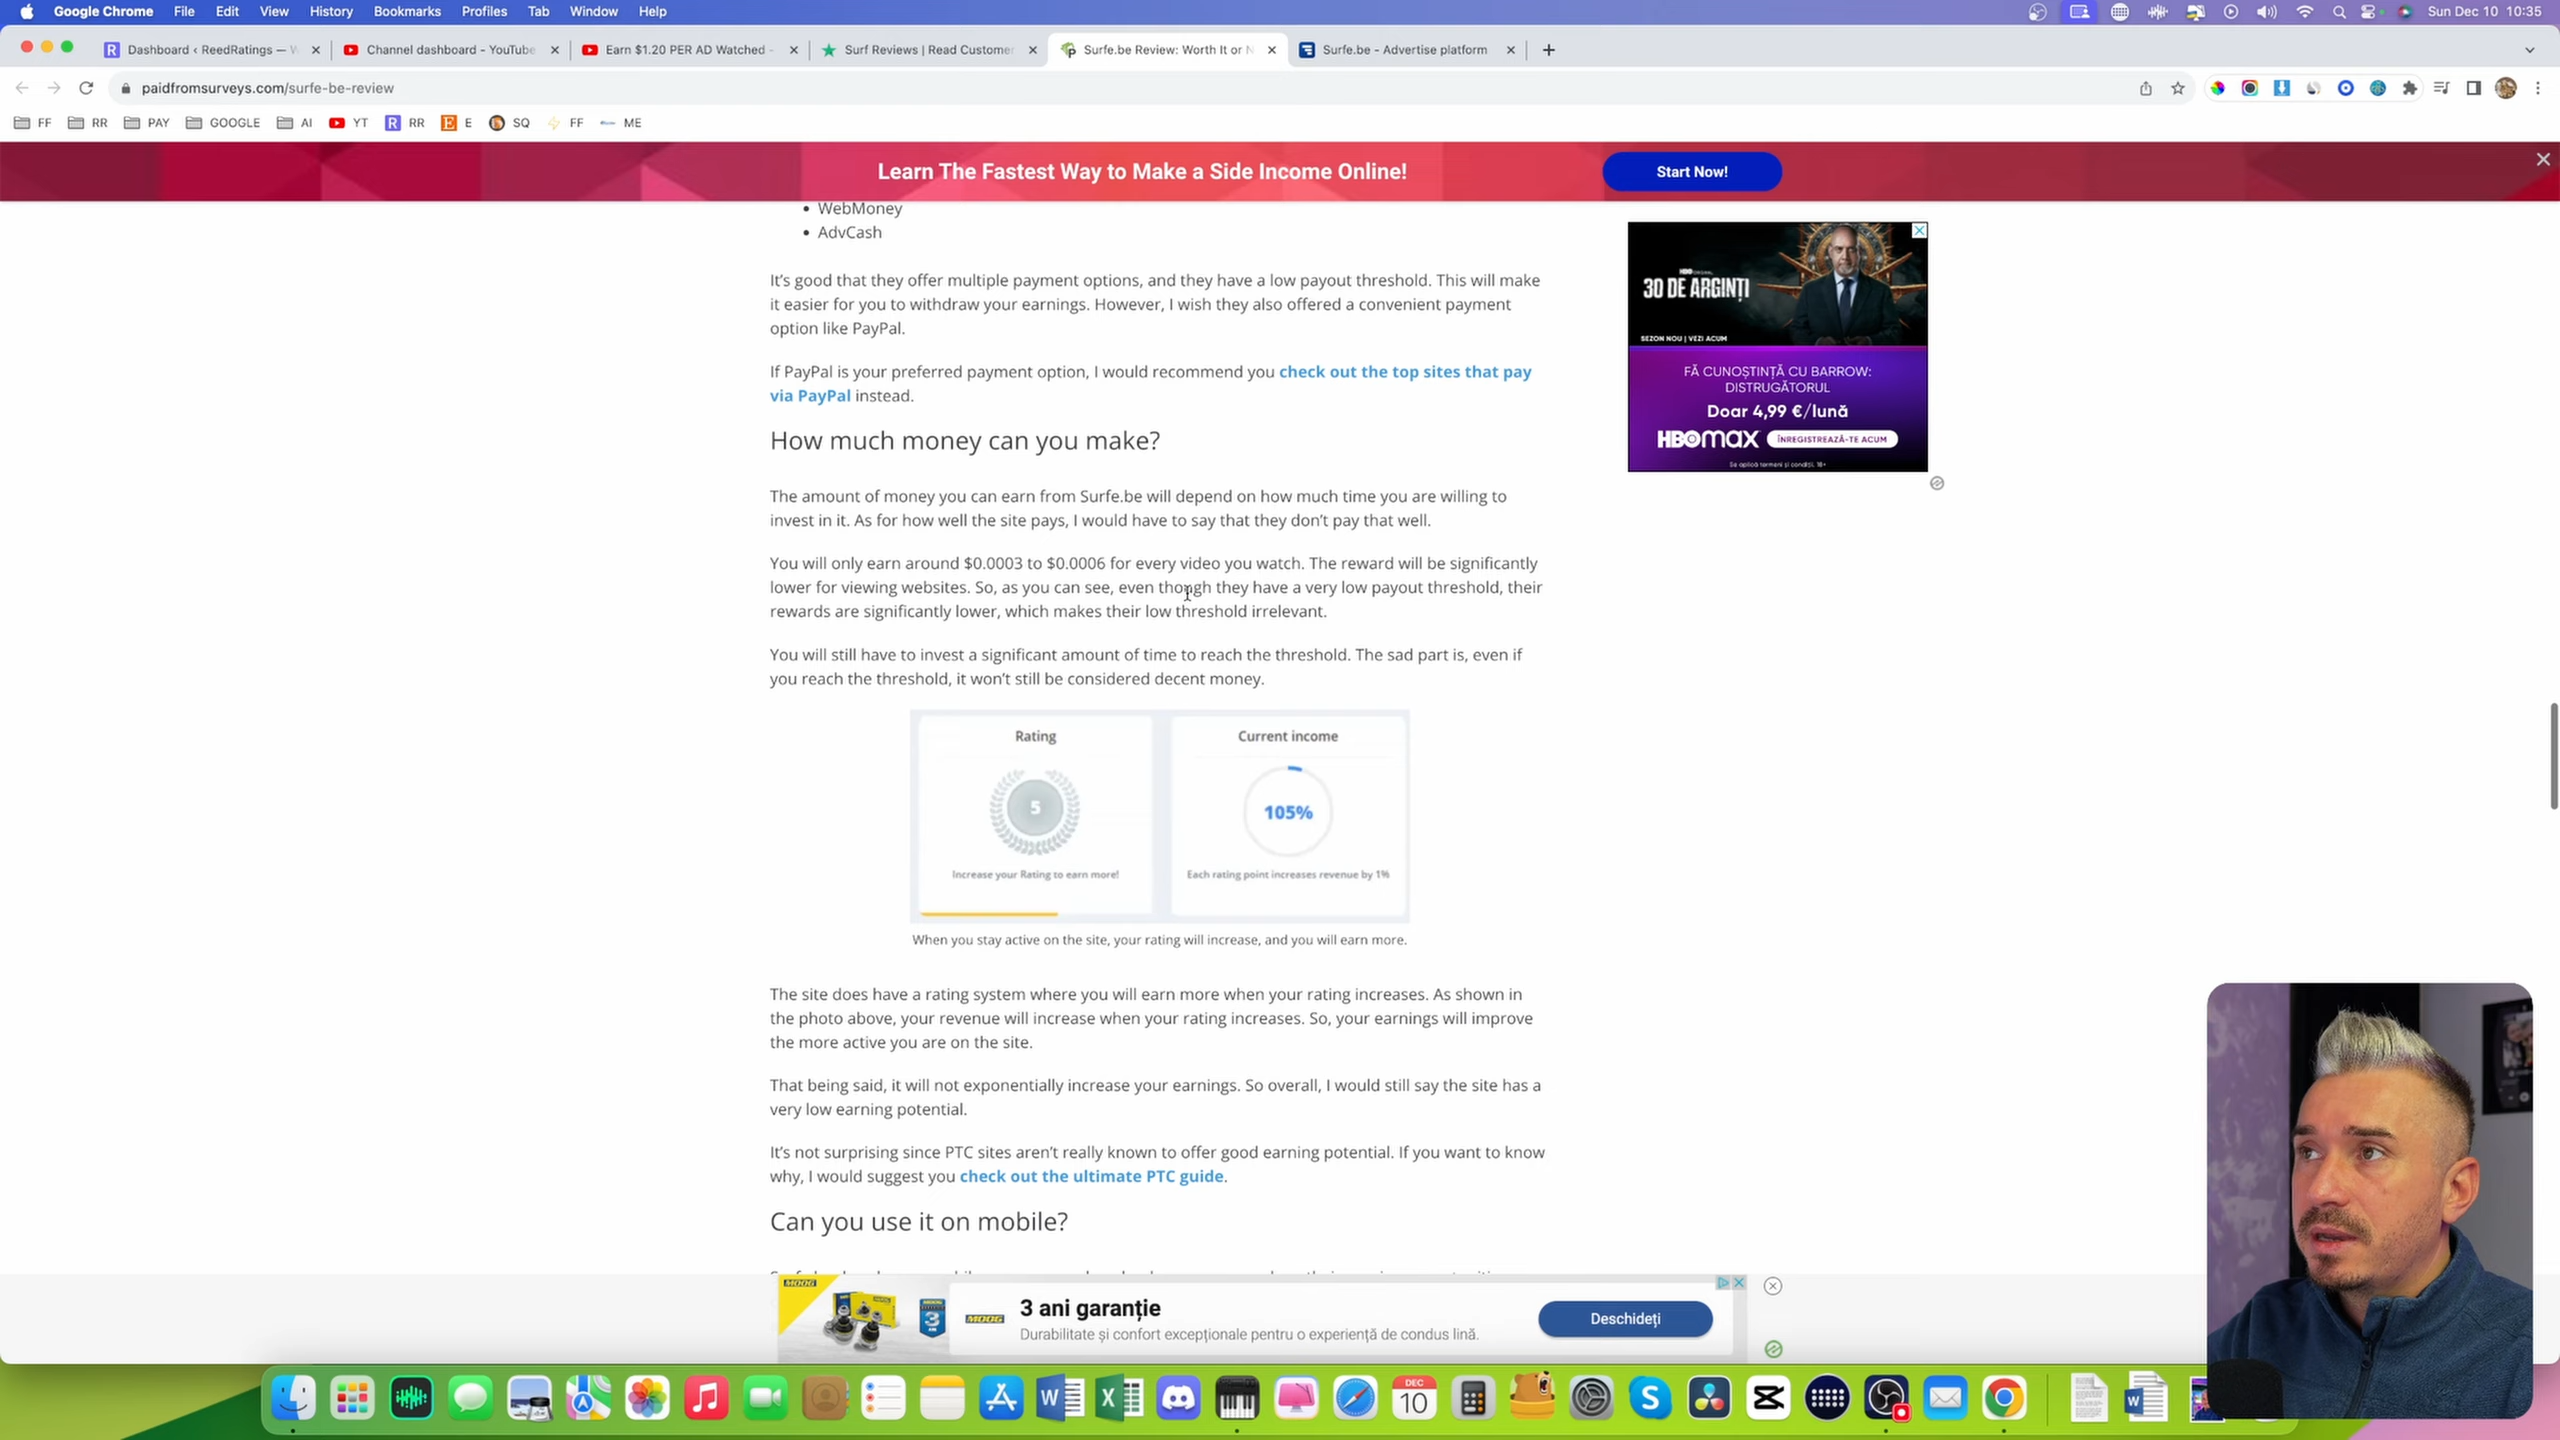 Google Chrome File Edit View History Bookmarks Profiles Tab Window Help Sun Dec 10 10:35
Dashboard ‹ ReedRatings — W Channel dashboard - YouTube Earn $1.20 PER AD Watched - Surf Reviews | Read Customer Surfe.be Review: Worth It or N Surfe.be - Advertise platform
paidfromsurveys.com/surfe-be-review
FF RR PAY GOOGLE AI YT RR E SQ FF ME
Learn The Fastest Way to Make a Side Income Online! Start Now!
• WebMoney
• AdvCash
It’s good that they offer multiple payment options, and they have a low payout threshold. This will make
it easier for you to withdraw your earnings. However, I wish they also offered a convenient payment
option like PayPal.
If PayPal is your preferred payment option, I would recommend you check out the top sites that pay
via PayPal instead.
How much money can you make?
The amount of money you can earn from Surfe.be will depend on how much time you are willing to
invest in it. As for how well the site pays, I would have to say that they don’t pay that well.
You will only earn around $0.0003 to $0.0006 for every video you watch. The reward will be significantly
lower for viewing websites. So, as you can see, even though they have a very low payout threshold, their
rewards are significantly lower, which makes their low threshold irrelevant.
You will still have to invest a significant amount of time to reach the threshold. The sad part is, even if
you reach the threshold, it won’t still be considered decent money.
Rating Current income
5 105%
Increase your Rating to earn more! Each rating point increases revenue by 1%
When you stay active on the site, your rating will increase, and you will earn more.
The site does have a rating system where you will earn more when your rating increases. As shown in
the photo above, your revenue will increase when your rating increases. So, your earnings will improve
the more active you are on the site.
That being said, it will not exponentially increase your earnings. So overall, I would still say the site has a
very low earning potential.
It’s not surprising since PTC sites aren’t really known to offer good earning potential. If you want to know
why, I would suggest you check out the ultimate PTC guide.
Can you use it on mobile?
HBO ORIGINAL
30 DE ARGINȚI
SEZON NOU | VEZI ACUM
FĂ CUNOȘTINȚĂ CU BARROW:
DISTRUGĂTORUL
Doar 4,99 €/lună
HBOMAX ÎNREGISTREAZĂ-TE ACUM
Se aplică termeni și condiții. 18+
MOOG
3
MOOG
3 ani garanție
Durabilitate și confort excepționale pentru o experiență de condus lină.
Deschideți
DEC
10